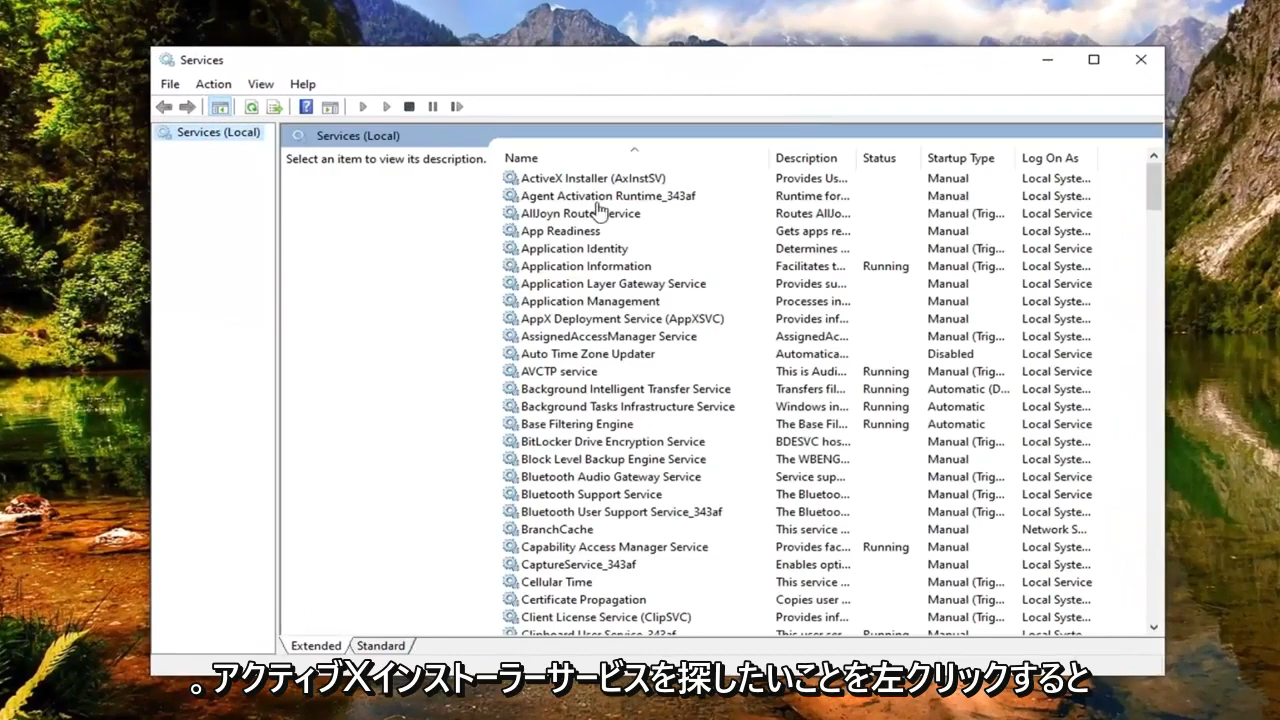 Services
File Action View Help
Services (Local)
Services (Local)
Select an item to view its description.
Name Description Status Startup Type Log On As
ActiveX Installer (AxInstSV) Provides Us... Manual Local Syste...
Agent Activation Runtime_343af Runtime for... Manual Local Syste...
AllJoyn Router Service Routes AllJo... Manual (Trig... Local Service
App Readiness Gets apps re... Manual Local Syste...
Application Identity Determines ... Manual (Trig... Local Service
Application Information Facilitates t... Running Manual (Trig... Local Syste...
Application Layer Gateway Service Provides su... Manual Local Service
Application Management Processes in... Manual Local Syste...
AppX Deployment Service (AppXSVC) Provides inf... Manual Local Syste...
AssignedAccessManager Service AssignedAc... Manual (Trig... Local Syste...
Auto Time Zone Updater Automatica... Disabled Local Service
AVCTP service This is Audi... Running Manual (Trig... Local Service
Background Intelligent Transfer Service Transfers fil... Running Automatic (D... Local Syste...
Background Tasks Infrastructure Service Windows in... Running Automatic Local Syste...
Base Filtering Engine The Base Fil... Running Automatic Local Service
BitLocker Drive Encryption Service BDESVC hos... Manual (Trig... Local Syste...
Block Level Backup Engine Service The WBENG... Manual Local Syste...
Bluetooth Audio Gateway Service Service sup... Manual (Trig... Local Service
Bluetooth Support Service The Bluetoo... Manual (Trig... Local Service
Bluetooth User Support Service_343af The Bluetoo... Manual (Trig... Local Syste...
BranchCache This service ... Manual Network S...
Capability Access Manager Service Provides fac... Running Manual Local Syste...
CaptureService_343af Enables opti... Manual Local Syste...
Cellular Time This service ... Manual (Trig... Local Service
Certificate Propagation Copies user ... Manual (Trig... Local Syste...
Client License Service (ClipSVC) Provides inf... Manual (Trig... Local Syste...
Clipboard User Service_343af This user ser... Running Manual Local Syste...
Extended Standard
。アクティブXインストーラーサービスを探したいことを左クリックすると